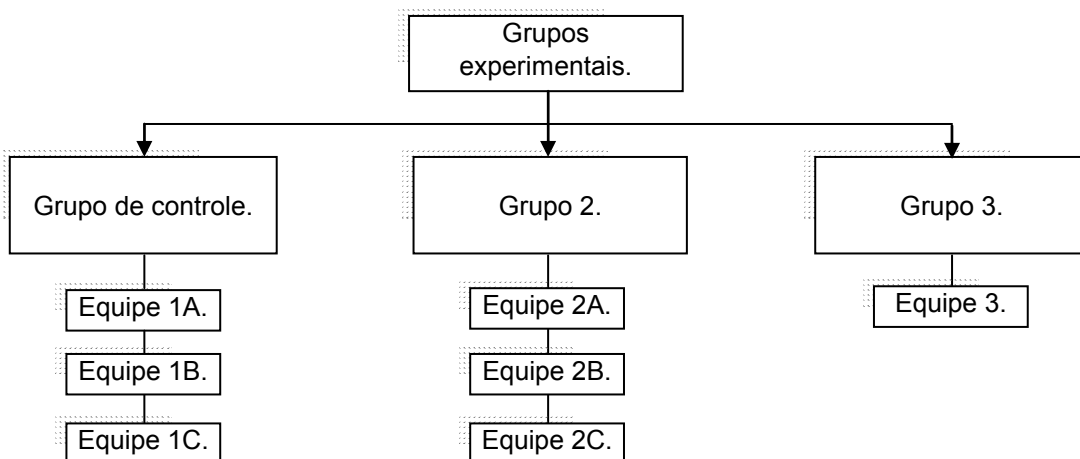 Grupos
experimentais.
Grupo de controle.
Grupo 2.
Grupo 3.
Equipe 1A.
Equipe 2A.
Equipe 3.
Equipe 1B.
Equipe 2B.
Equipe 1C.
Equipe 2C.